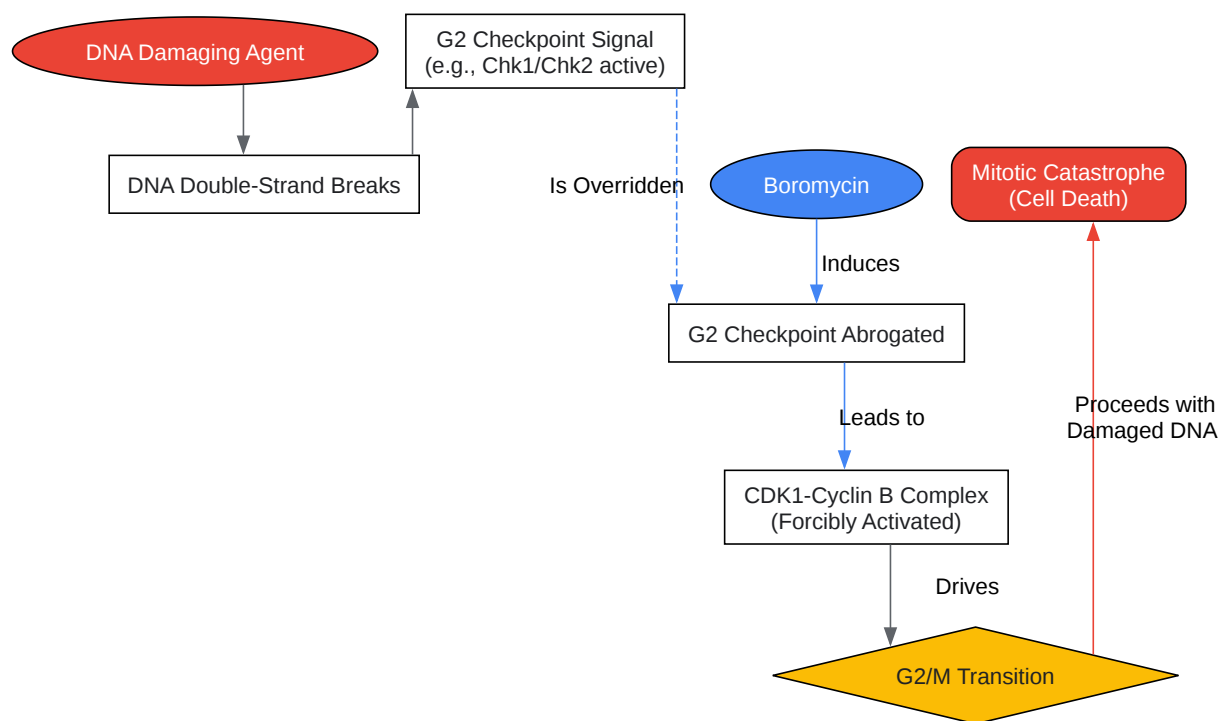 DNA Damaging Agent
G2 Checkpoint Signal
(e.g., Chk1/Chk2 active)
DNA Double-Strand Breaks
Is Overridden
Boromycin
Mitotic Catastrophe
(Cell Death)
Induces
G2 Checkpoint Abrogated
Leads to
Proceeds with
Damaged DNA
CDK1-Cyclin B Complex
(Forcibly Activated)
Drives
G2/M Transition